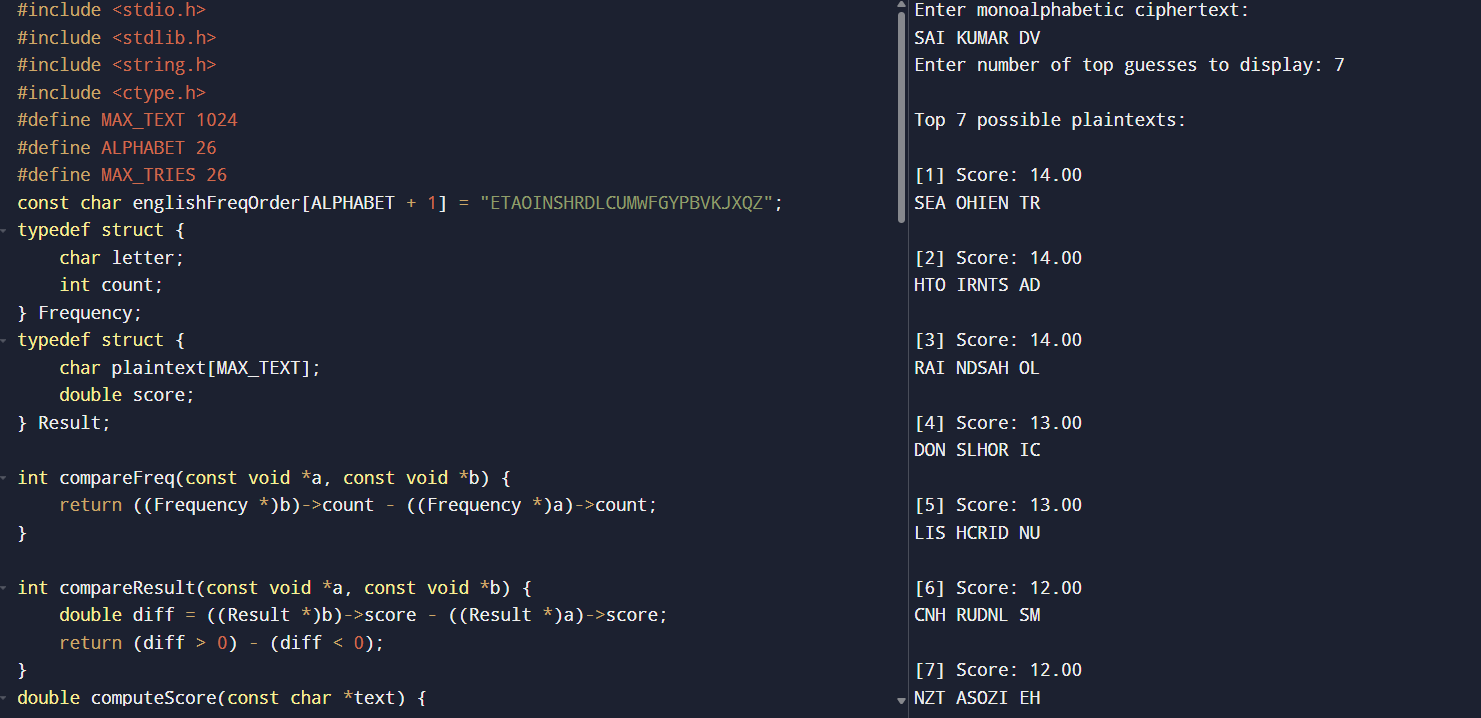 #include <stdio.h>
#include <stdlib.h>
#include <string.h>
#include <ctype.h>
#define MAX_TEXT 1024
#define ALPHABET 26
#define MAX_TRIES 26
const char englishFreqOrder[ALPHABET + 1] = "ETAOINSHRDLCUMWFGYPBVKJXQZ";
typedef struct {
    char letter;
    int count;
} Frequency;
typedef struct {
    char plaintext[MAX_TEXT];
    double score;
} Result;

int compareFreq(const void *a, const void *b) {
    return ((Frequency *)b)->count - ((Frequency *)a)->count;
}

int compareResult(const void *a, const void *b) {
    double diff = ((Result *)b)->score - ((Result *)a)->score;
    return (diff > 0) - (diff < 0);
}
double computeScore(const char *text) {
Enter monoalphabetic ciphertext:
SAI KUMAR DV
Enter number of top guesses to display: 7

Top 7 possible plaintexts:

[1] Score: 14.00
SEA OHIEN TR

[2] Score: 14.00
HTO IRNTS AD

[3] Score: 14.00
RAI NDSAH OL

[4] Score: 13.00
DON SLHOR IC

[5] Score: 13.00
LIS HCRID NU

[6] Score: 12.00
CNH RUDNL SM

[7] Score: 12.00
NZT ASOZI EH